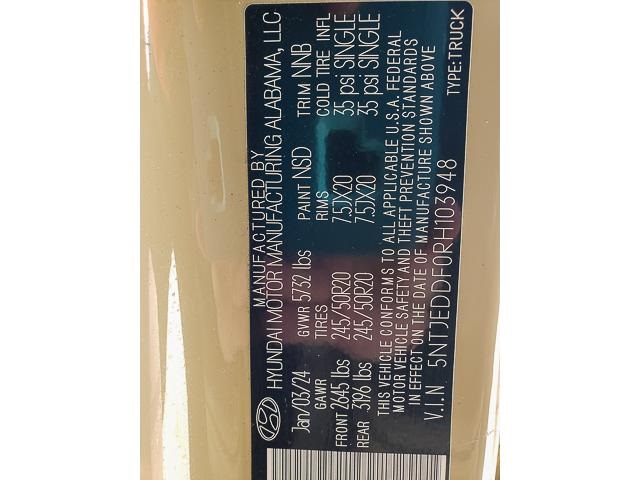 MANUFACTURED BY
HYUNDAI MOTOR MANUFACTURING ALABAMA, LLC
Jan/03/24 GVWR 5732 lbs PAINT NSD TRIM NNB
GAWR TIRES RIMS COLD TIRE INFL
FRONT 2645 lbs 245/50R20 7.5JX20 35 psi SINGLE
REAR 3196 lbs 245/50R20 7.5JX20 35 psi SINGLE
THIS VEHICLE CONFORMS TO ALL APPLICABLE U.S.A. FEDERAL
MOTOR VEHICLE SAFETY AND THEFT PREVENTION STANDARDS
IN EFFECT ON THE DATE OF MANUFACTURE SHOWN ABOVE
V.I.N 5NTJEDDF0RH103948 TYPE:TRUCK